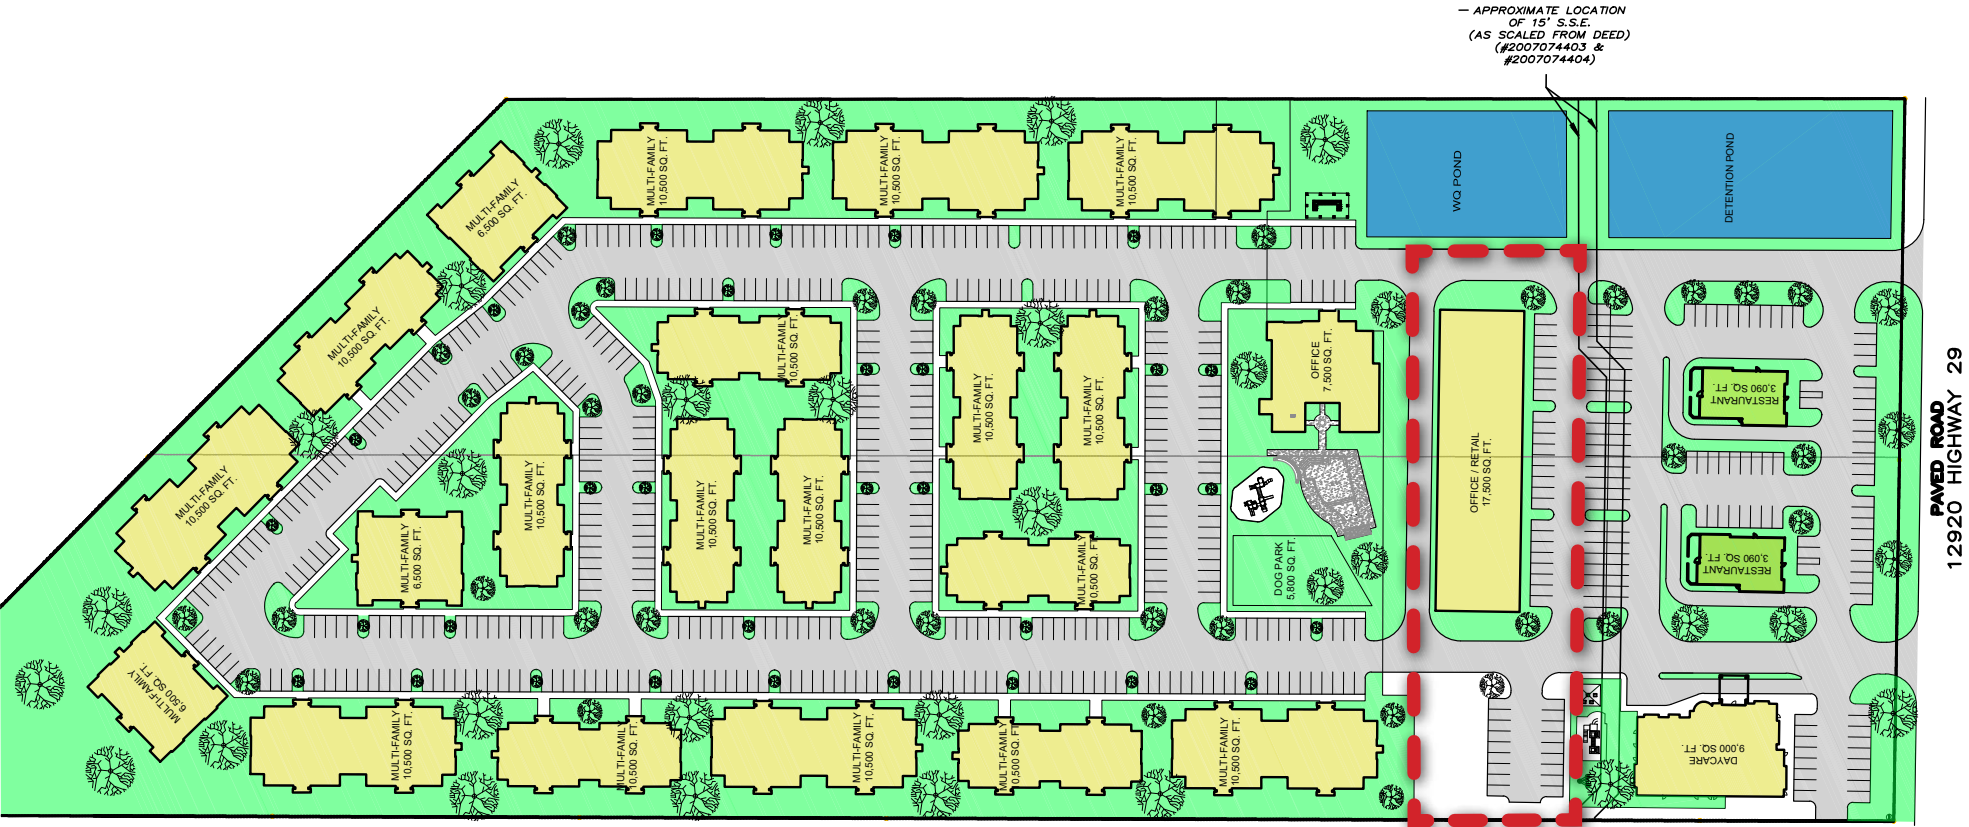 — APPROXIMATE LOCATION
OF 15' S.S.E.
(AS SCALED FROM DEED)
(#2007074403 &
#2007074404)
MULTI-FAMILY
10,500 SQ. FT.
MULTI-FAMILY
10,500 SQ. FT.
MULTI-FAMILY
10,500 SQ. FT.
WQ POND
DETENTION POND
MULTI-FAMILY
6,500 SQ. FT.
MULTI-FAMILY
10,500 SQ. FT.
MULTI-FAMILY
10,500 SQ. FT.
MULTI-FAMILY
6,500 SQ. FT.
MULTI-FAMILY
10,500 SQ. FT.
MULTI-FAMILY
10,500 SQ. FT.
MULTI-FAMILY
10,500 SQ. FT.
MULTI-FAMILY
10,500 SQ. FT.
MULTI-FAMILY
10,500 SQ. FT.
MULTI-FAMILY
10,500 SQ. FT.
MULTI-FAMILY
6,500 SQ. FT.
MULTI-FAMILY
10,500 SQ. FT.
OFFICE
7,500 SQ. FT.
DOG PARK
5,800 SQ. FT.
OFFICE / RETAIL
17,500 SQ. FT.
RESTAURANT
3,090 SQ. FT.
RESTAURANT
3,090 SQ. FT.
PAVED ROAD
12920 HIGHWAY 29
MULTI-FAMILY
10,500 SQ. FT.
MULTI-FAMILY
10,500 SQ. FT.
MULTI-FAMILY
10,500 SQ. FT.
MULTI-FAMILY
0,500 SQ. FT.
MULTI-FAMILY
10,500 SQ. FT.
DAYCARE
9,000 SQ. FT.